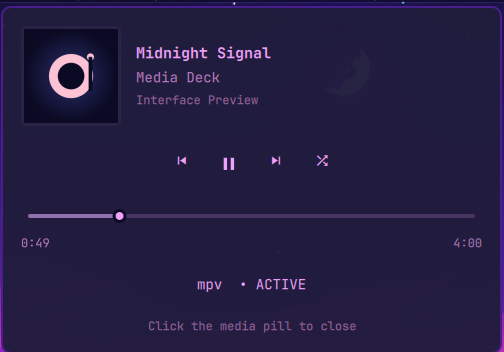 Midnight Signal
Media Deck
Interface Preview
0:49 4:00
mpv • ACTIVE
Click the media pill to close